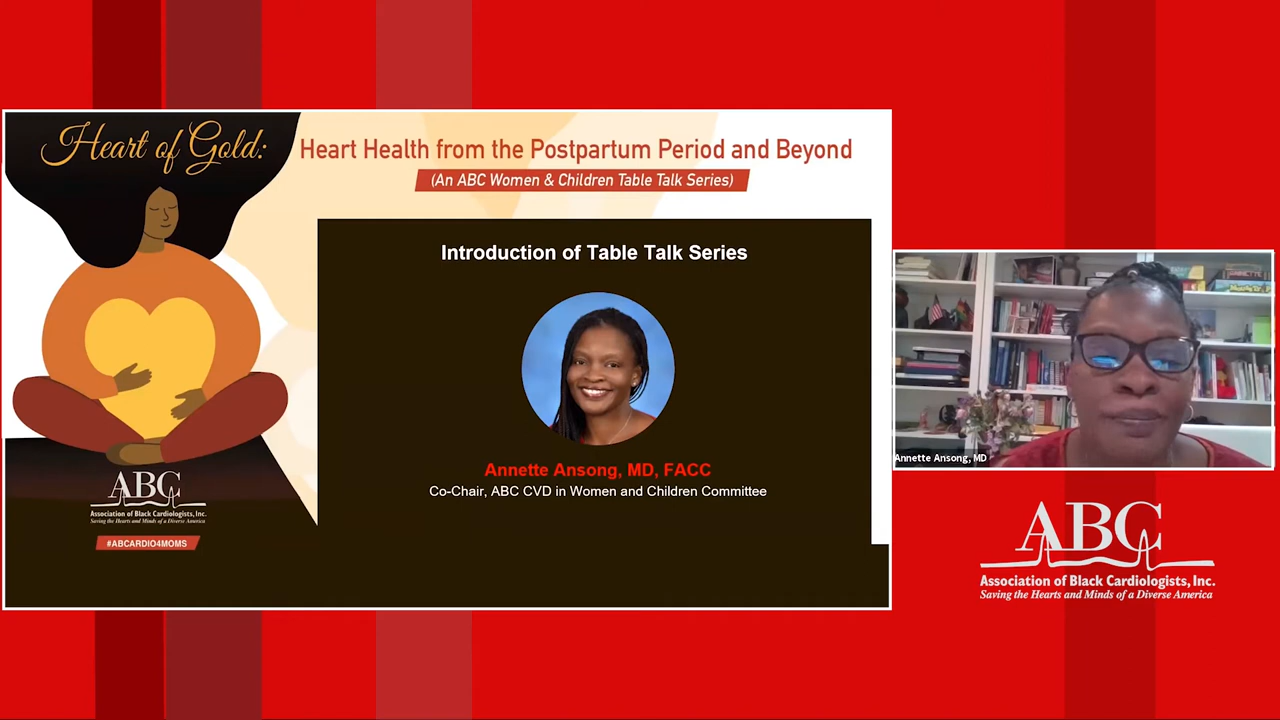 Heart of Gold:
Heart Health from the Postpartum Period and Beyond
(An ABC Women & Children Table Talk Series)
Introduction of Table Talk Series
Annette Ansong, MD, FACC
Co-Chair, ABC CVD in Women and Children Committee
ABC
Association of Black Cardiologists, Inc.
Saving the Hearts and Minds of a Diverse America
#ABCARDIO4MOMS
Annette Ansong, MD
ABC
Association of Black Cardiologists, Inc.
Saving the Hearts and Minds of a Diverse America